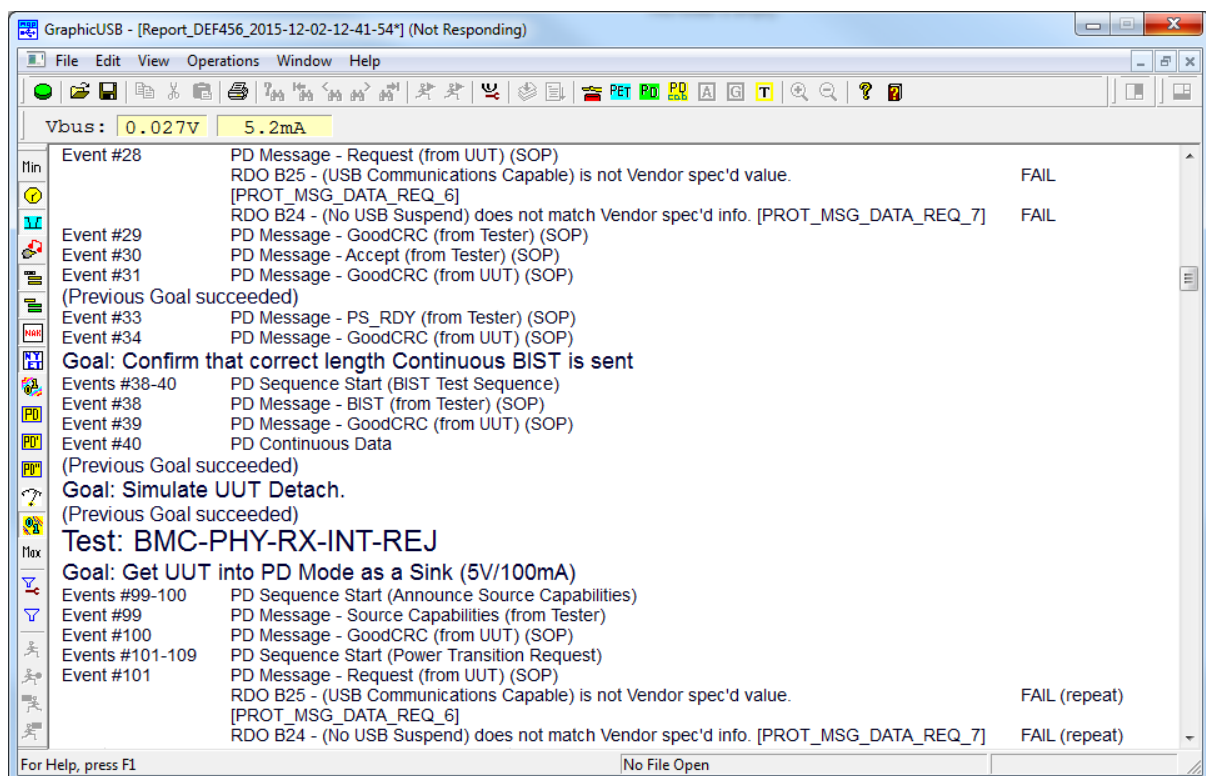 GraphicUSB - [Report_DEF456_2015-12-02-12-41-54*] (Not Responding)
File Edit View Operations Window Help
PET PD A G T
Vbus: 0.027V 5.2mA
Min
Event #28 PD Message - Request (from UUT) (SOP)
RDO B25 - (USB Communications Capable) is not Vendor spec'd value. FAIL
[PROT_MSG_DATA_REQ_6]
RDO B24 - (No USB Suspend) does not match Vendor spec'd info. [PROT_MSG_DATA_REQ_7] FAIL
Event #29 PD Message - GoodCRC (from Tester) (SOP)
Event #30 PD Message - Accept (from Tester) (SOP)
Event #31 PD Message - GoodCRC (from UUT) (SOP)
(Previous Goal succeeded)
Event #33 PD Message - PS_RDY (from Tester) (SOP)
NAK
Event #34 PD Message - GoodCRC (from UUT) (SOP)
NYET
Goal: Confirm that correct length Continuous BIST is sent
Events #38-40 PD Sequence Start (BIST Test Sequence)
Event #38 PD Message - BIST (from Tester) (SOP)
PD
Event #39 PD Message - GoodCRC (from UUT) (SOP)
PD'
Event #40 PD Continuous Data
PD"
(Previous Goal succeeded)
Goal: Simulate UUT Detach.
(Previous Goal succeeded)
Test: BMC-PHY-RX-INT-REJ
Max
Goal: Get UUT into PD Mode as a Sink (5V/100mA)
Events #99-100 PD Sequence Start (Announce Source Capabilities)
Event #99 PD Message - Source Capabilities (from Tester)
Event #100 PD Message - GoodCRC (from UUT) (SOP)
Events #101-109 PD Sequence Start (Power Transition Request)
Event #101 PD Message - Request (from UUT) (SOP)
RDO B25 - (USB Communications Capable) is not Vendor spec'd value. FAIL (repeat)
[PROT_MSG_DATA_REQ_6]
RDO B24 - (No USB Suspend) does not match Vendor spec'd info. [PROT_MSG_DATA_REQ_7] FAIL (repeat)
For Help, press F1 No File Open